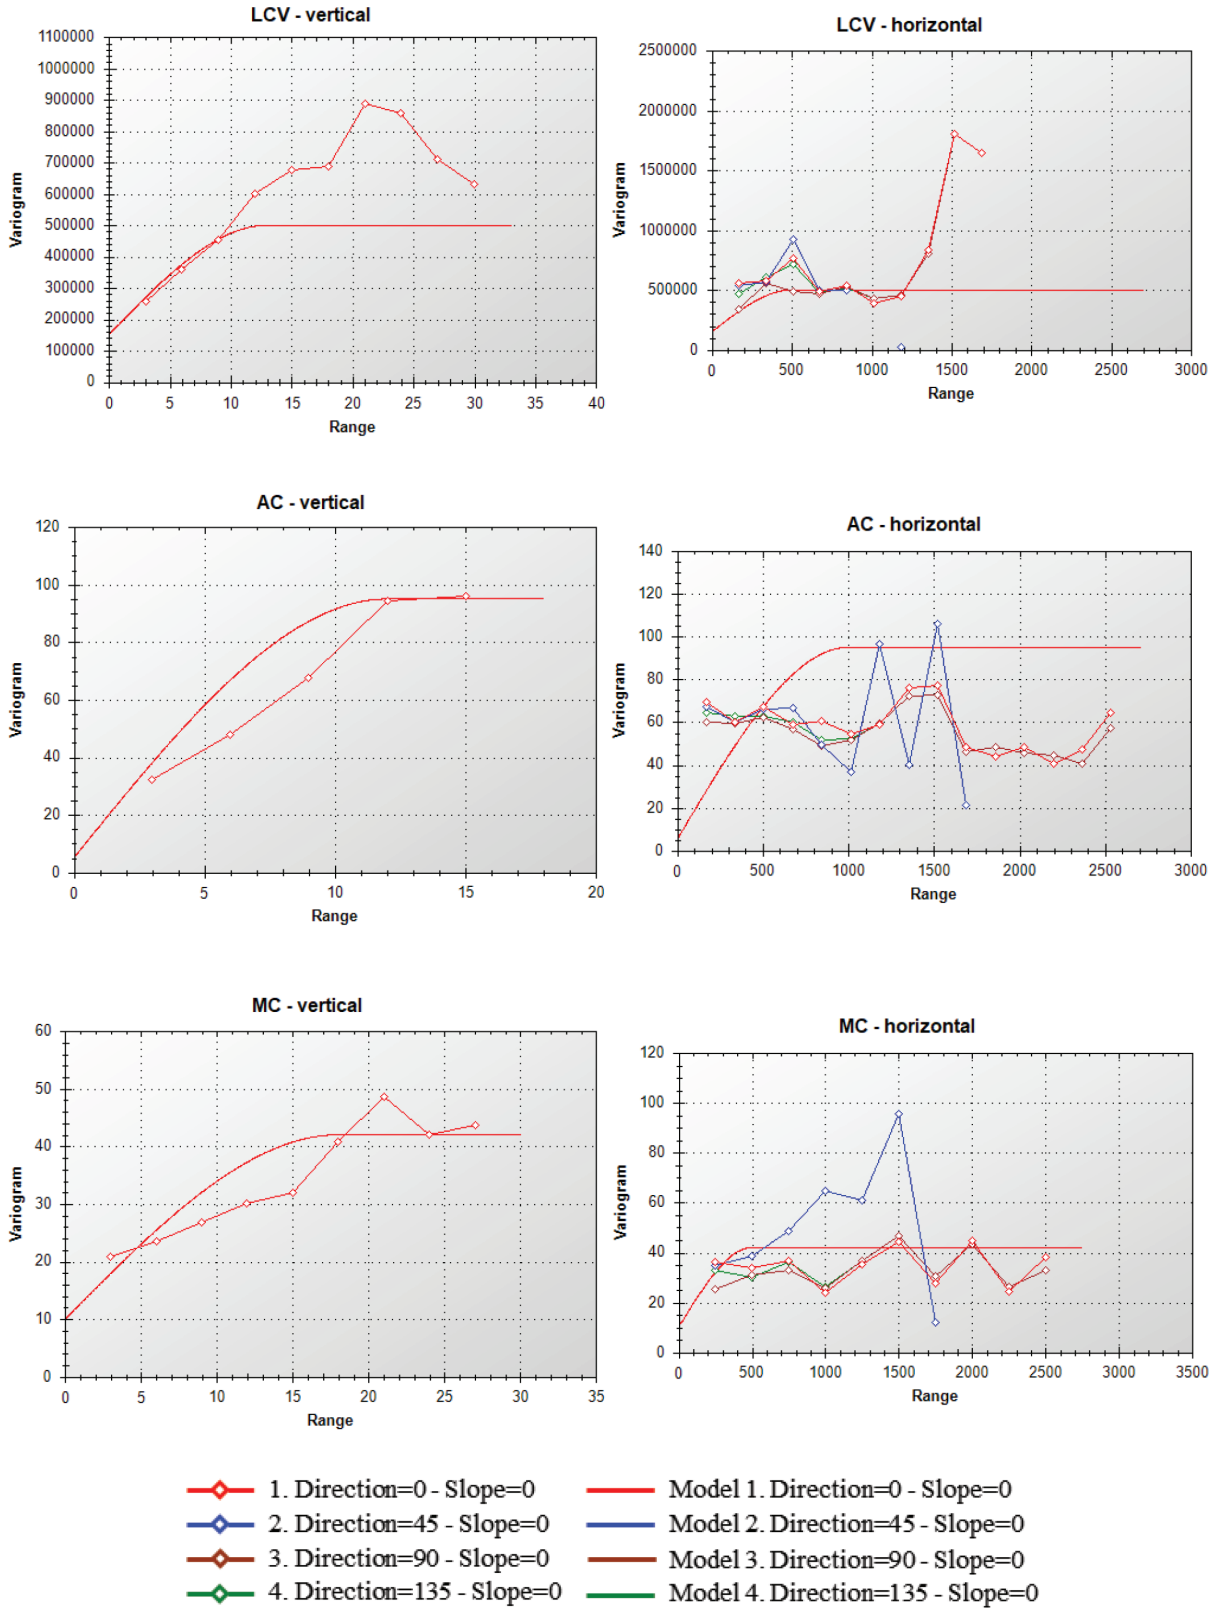 LCV - vertical
1100000
1000000
900000
800000
700000
600000
500000
400000
300000
200000
100000
0
Variogram
0 5 10 15 20 25 30 35 40
Range
LCV - horizontal
2500000
2000000
1500000
1000000
500000
0
Variogram
0 500 1000 1500 2000 2500 3000
Range
AC - vertical
120
100
80
60
40
20
0
Variogram
0 5 10 15 20
Range
AC - horizontal
140
120
100
80
60
40
20
0
Variogram
0 500 1000 1500 2000 2500 3000
Range
MC - vertical
60
50
40
30
20
10
0
Variogram
0 5 10 15 20 25 30 35
Range
MC - horizontal
120
100
80
60
40
20
0
Variogram
0 500 1000 1500 2000 2500 3000 3500
Range
1. Direction=0 - Slope=0
2. Direction=45 - Slope=0
3. Direction=90 - Slope=0
4. Direction=135 - Slope=0
Model 1. Direction=0 - Slope=0
Model 2. Direction=45 - Slope=0
Model 3. Direction=90 - Slope=0
Model 4. Direction=135 - Slope=0